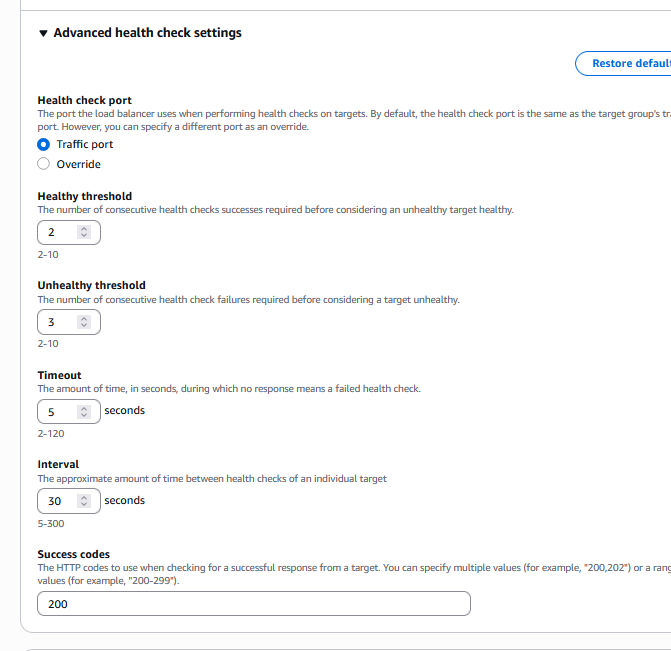 Advanced health check settings
Restore defaul
Health check port
The port the load balancer uses when performing health checks on targets. By default, the health check port is the same as the target group's tr
port. However, you can specify a different port as an override.
Traffic port
Override
Healthy threshold
The number of consecutive health checks successes required before considering an unhealthy target healthy.
2
2-10
Unhealthy threshold
The number of consecutive health check failures required before considering a target unhealthy.
3
2-10
Timeout
The amount of time, in seconds, during which no response means a failed health check.
5 seconds
2-120
Interval
The approximate amount of time between health checks of an individual target
30 seconds
5-300
Success codes
The HTTP codes to use when checking for a successful response from a target. You can specify multiple values (for example, "200,202") or a rang
values (for example, "200-299").
200